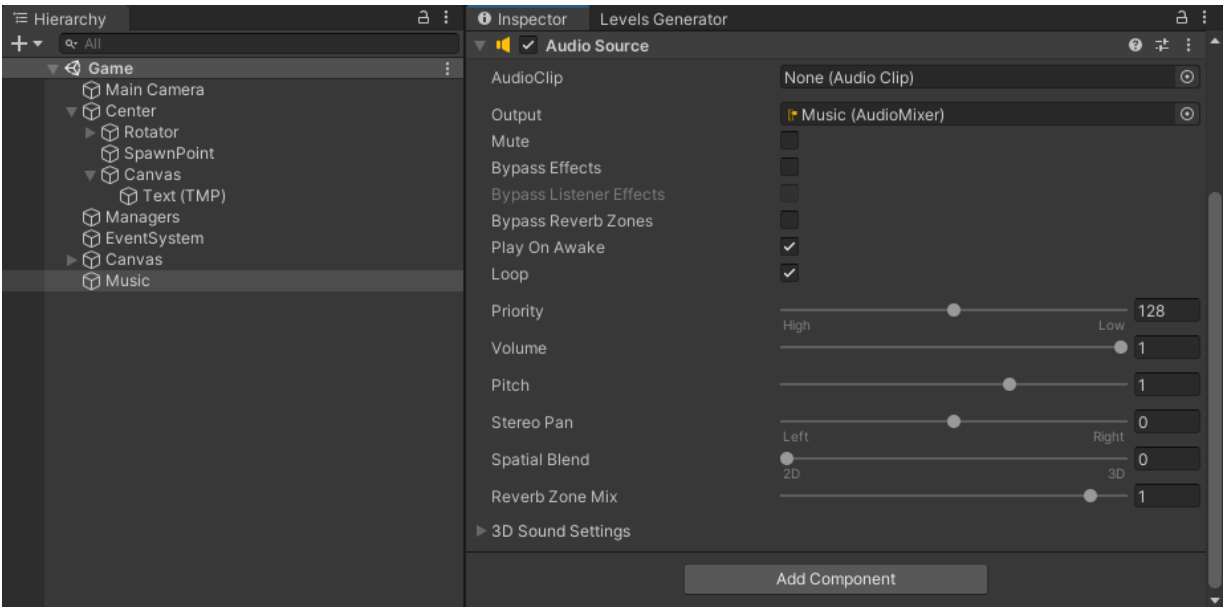 Hierarchy
All
Game
Main Camera
Center
Rotator
SpawnPoint
Canvas
Text (TMP)
Managers
EventSystem
Canvas
Music
Inspector
Levels Generator
Audio Source
AudioClip
None (Audio Clip)
Output
Music (AudioMixer)
Mute
Bypass Effects
Bypass Listener Effects
Bypass Reverb Zones
Play On Awake
Loop
Priority
128
High
Low
Volume
1
Pitch
1
Stereo Pan
0
Left
Right
Spatial Blend
0
2D
3D
Reverb Zone Mix
1
3D Sound Settings
Add Component